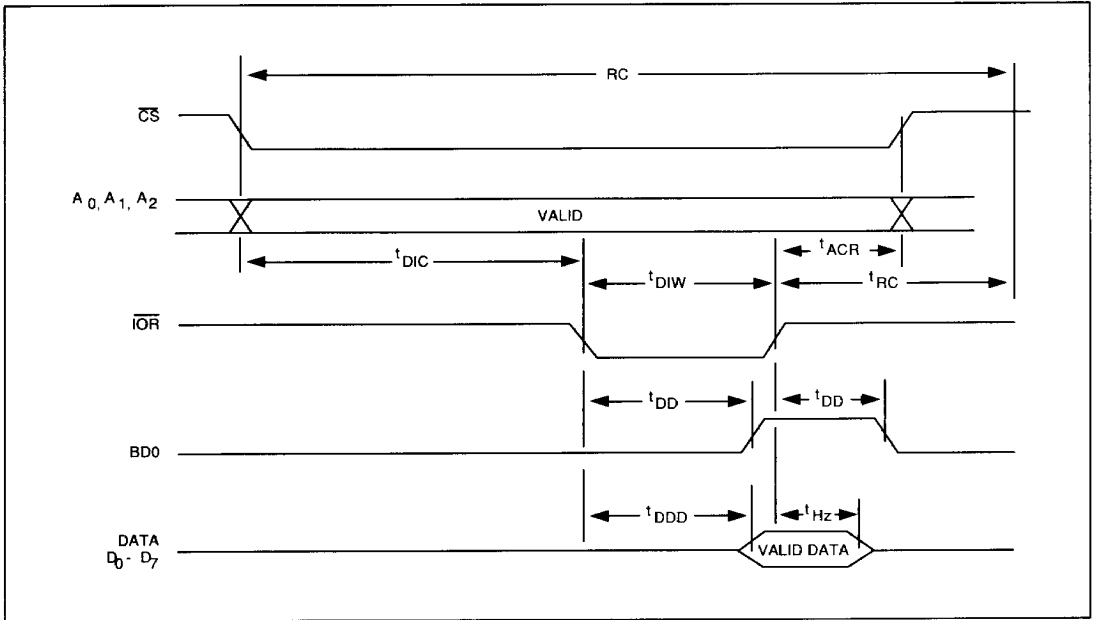 RC
CS
A0, A1, A2
VALID
tDIC
tDIW
tACR
tRC
IOR
tDD
tDD
BD0
tDDD
tHz
DATA
D0 - D7
VALID DATA